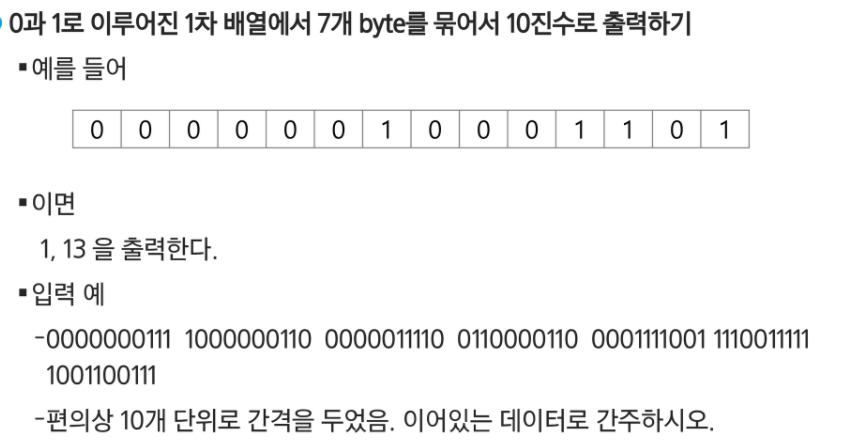 0과 1로 이루어진 1차 배열에서 7개 byte를 묶어서 10진수로 출력하기
▪예를 들어
0 0 0 0 0 0 1 0 0 0 1 1 0 1
▪이면
1, 13 을 출력한다.
▪입력 예
-0000000111 1000000110 0000011110 0110000110 0001111001 1110011111
1001100111
-편의상 10개 단위로 간격을 두었음. 이어있는 데이터로 간주하시오.